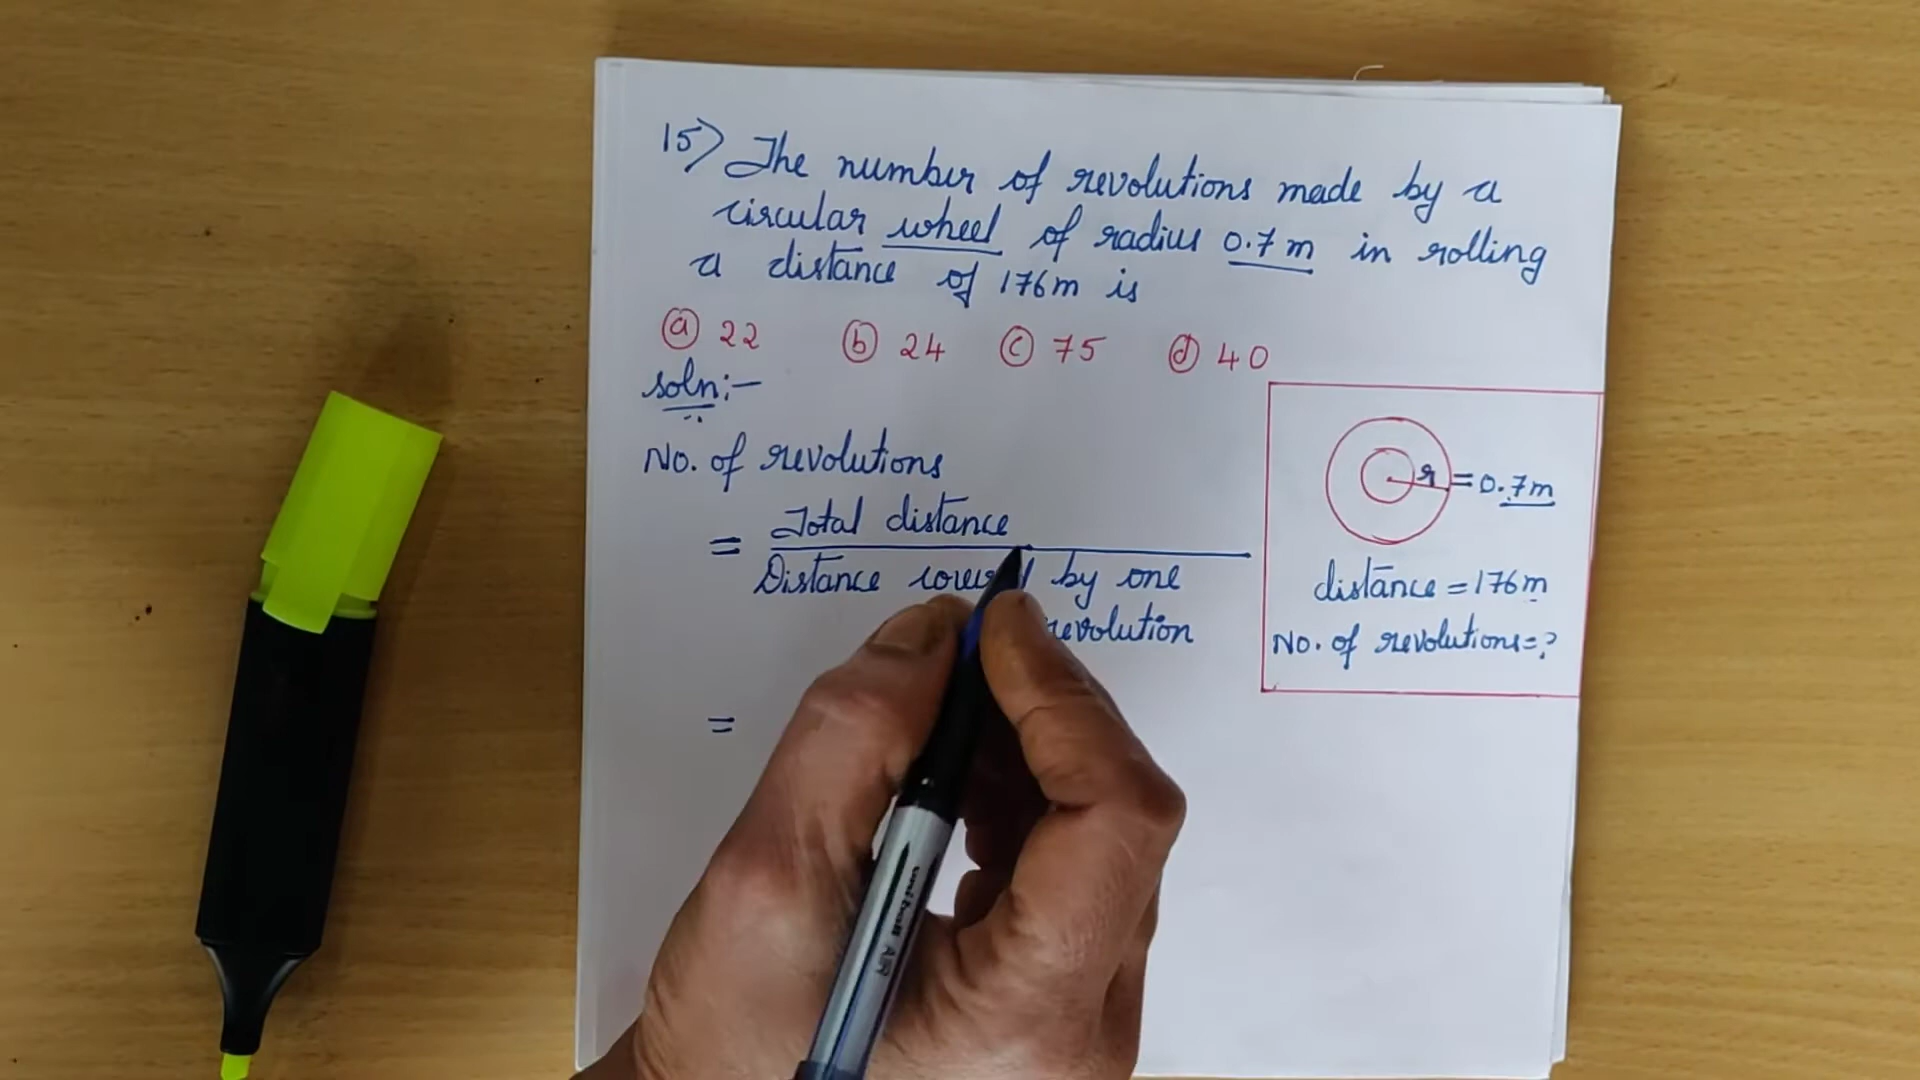 15) The number of revolutions made by a
circular wheel of radius 0.7 m in rolling
a distance of 176m is
(a) 22 (b) 24 (c) 75 (d) 40
soln:-
No. of revolutions
= Total distance
Distance covered by one
revolution
=
r = 0.7m
distance = 176m
No. of revolutions=?
uniball AIR